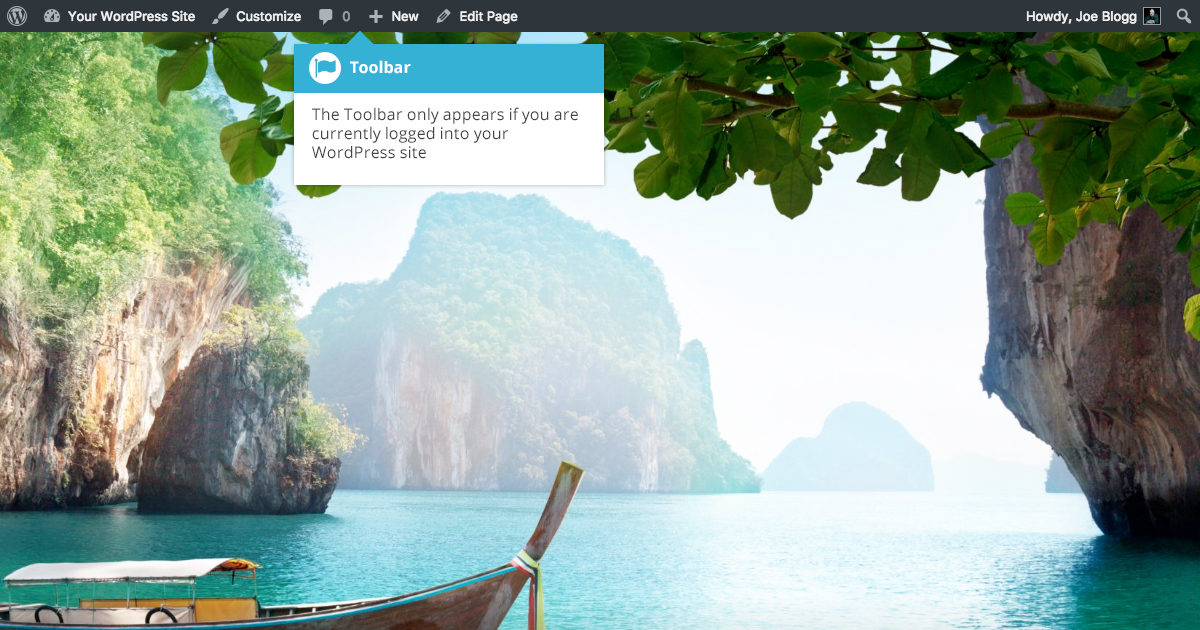 Your WordPress Site Customize 0 New Edit Page Howdy, Joe Blogg
Toolbar
The Toolbar only appears if you are
currently logged into your
WordPress site